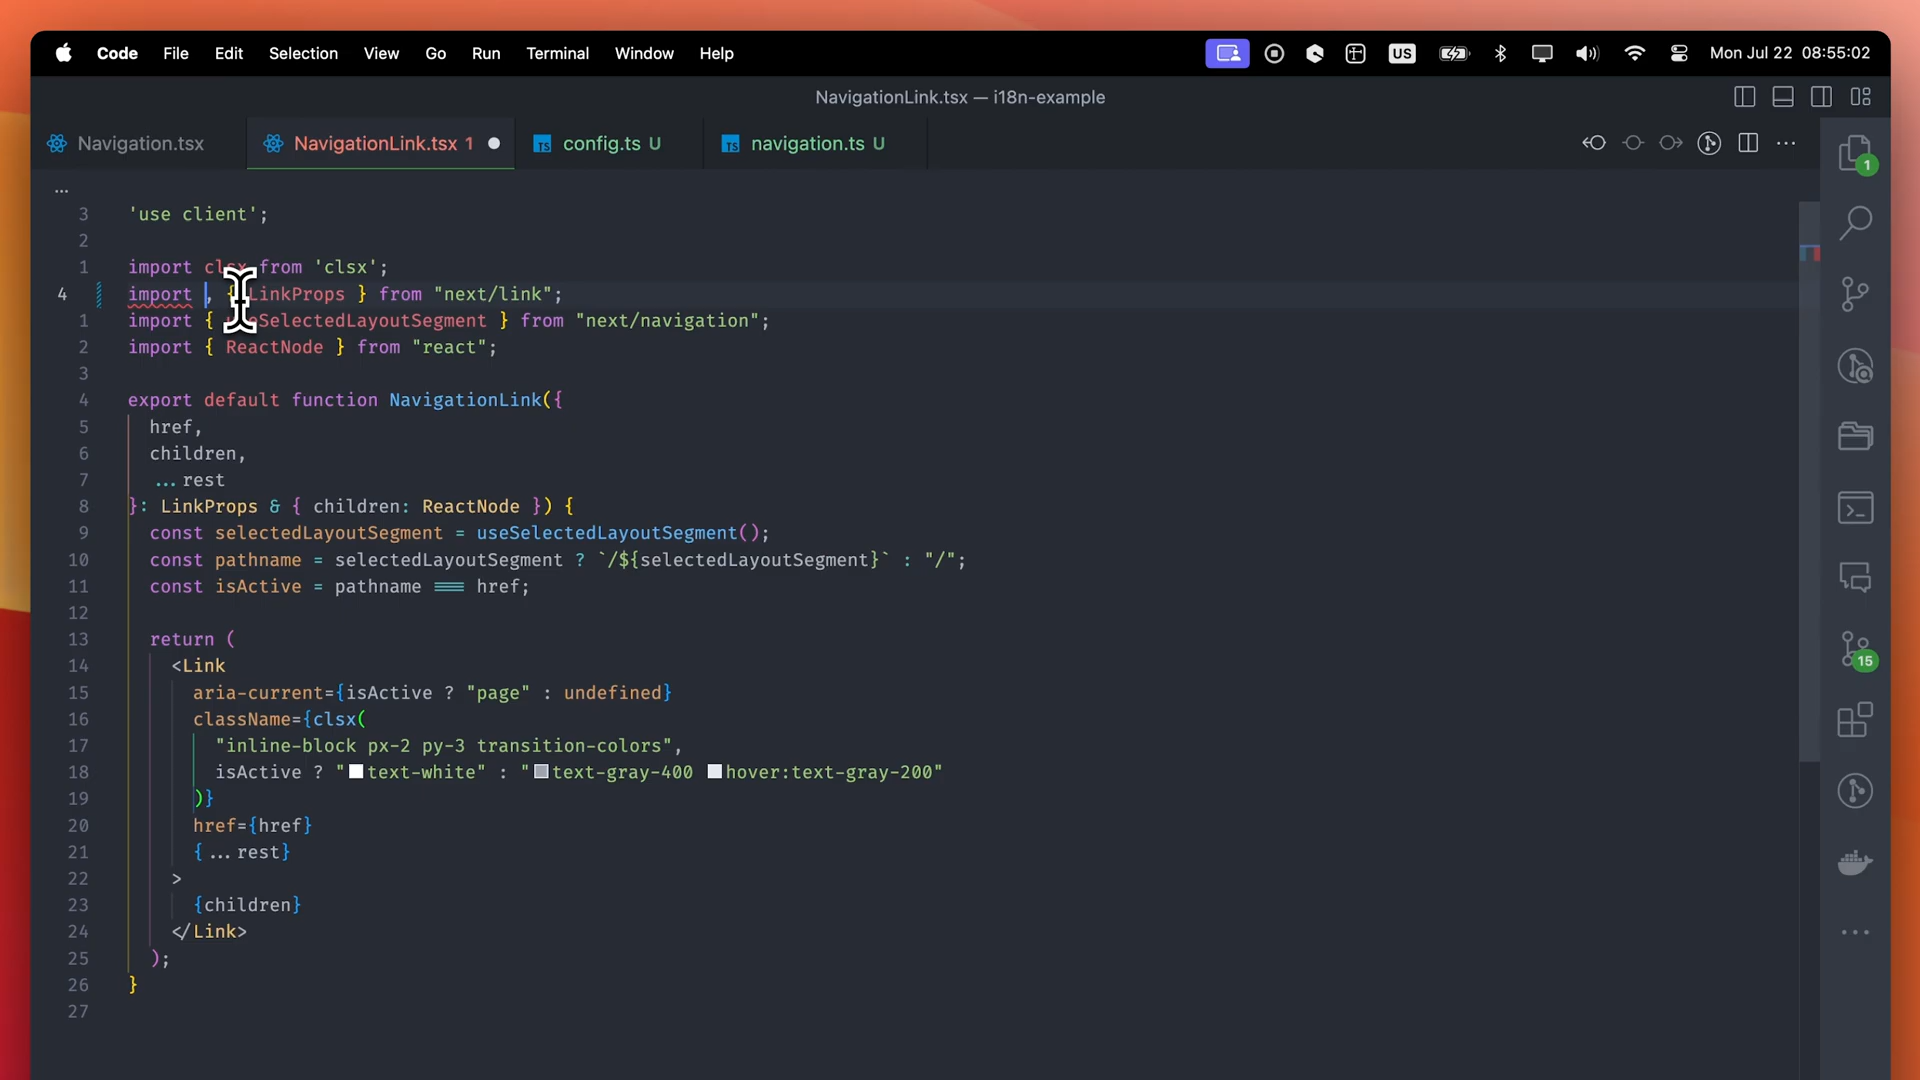 Code File Edit Selection View Go Run Terminal Window Help US Mon Jul 22 08:55:02
NavigationLink.tsx — i18n-example
Navigation.tsx NavigationLink.tsx 1 TS config.ts U TS navigation.ts U
...
3 'use client';
2
1 import clsx from 'clsx';
4 import , { LinkProps } from "next/link";
1 import { useSelectedLayoutSegment } from "next/navigation";
2 import { ReactNode } from "react";
3
4 export default function NavigationLink({
5 href,
6 children,
7 ...rest
8 }: LinkProps & { children: ReactNode }) {
9 const selectedLayoutSegment = useSelectedLayoutSegment();
10 const pathname = selectedLayoutSegment ? `/${selectedLayoutSegment}` : "/";
11 const isActive = pathname === href;
12
13 return (
14 <Link
15 aria-current={isActive ? "page" : undefined}
16 className={clsx(
17 "inline-block px-2 py-3 transition-colors",
18 isActive ? "text-white" : "text-gray-400 hover:text-gray-200"
19 )}
20 href={href}
21 {...rest}
22 >
23 {children}
24 </Link>
25 );
26 }
27
1
15